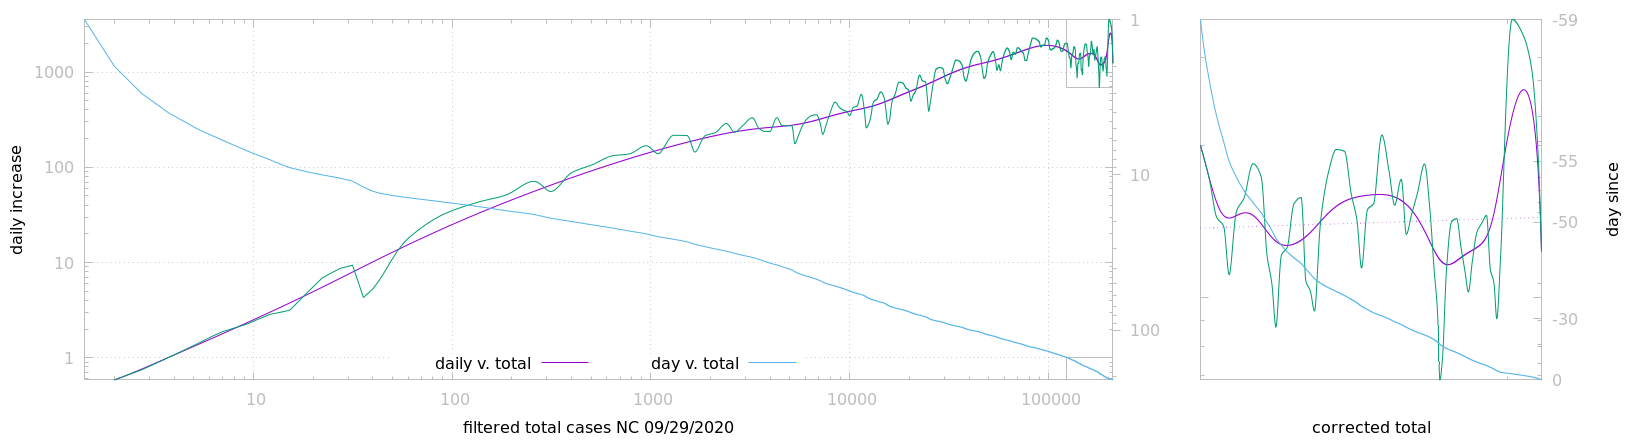 1000
100
10
1
daily increase
10
100
1000
10000
100000
filtered total cases NC 09/29/2020
daily v. total
day v. total
1
10
100
-59
-55
-50
-30
0
day since
corrected total